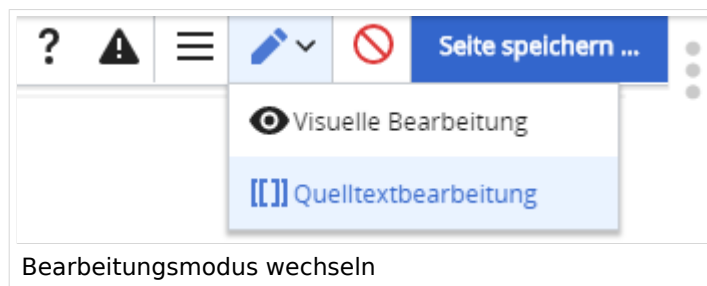 ? Seite speichern ...
Visuelle Bearbeitung
[[ ]] Quelltextbearbeitung
Bearbeitungsmodus wechseln